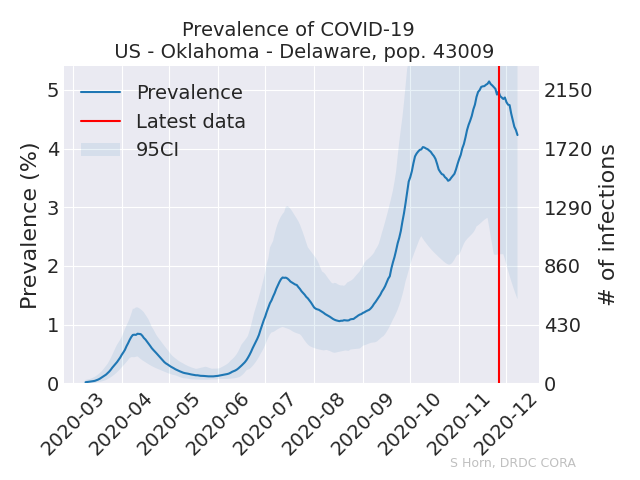 Prevalence of COVID-19
US - Oklahoma - Delaware, pop. 43009
Prevalence
Latest data
95CI
Prevalence (%)
5
4
3
2
1
0
2150
1720
1290
860
430
0
# of infections
2020-03
2020-04
2020-05
2020-06
2020-07
2020-08
2020-09
2020-10
2020-11
2020-12
S Horn, DRDC CORA